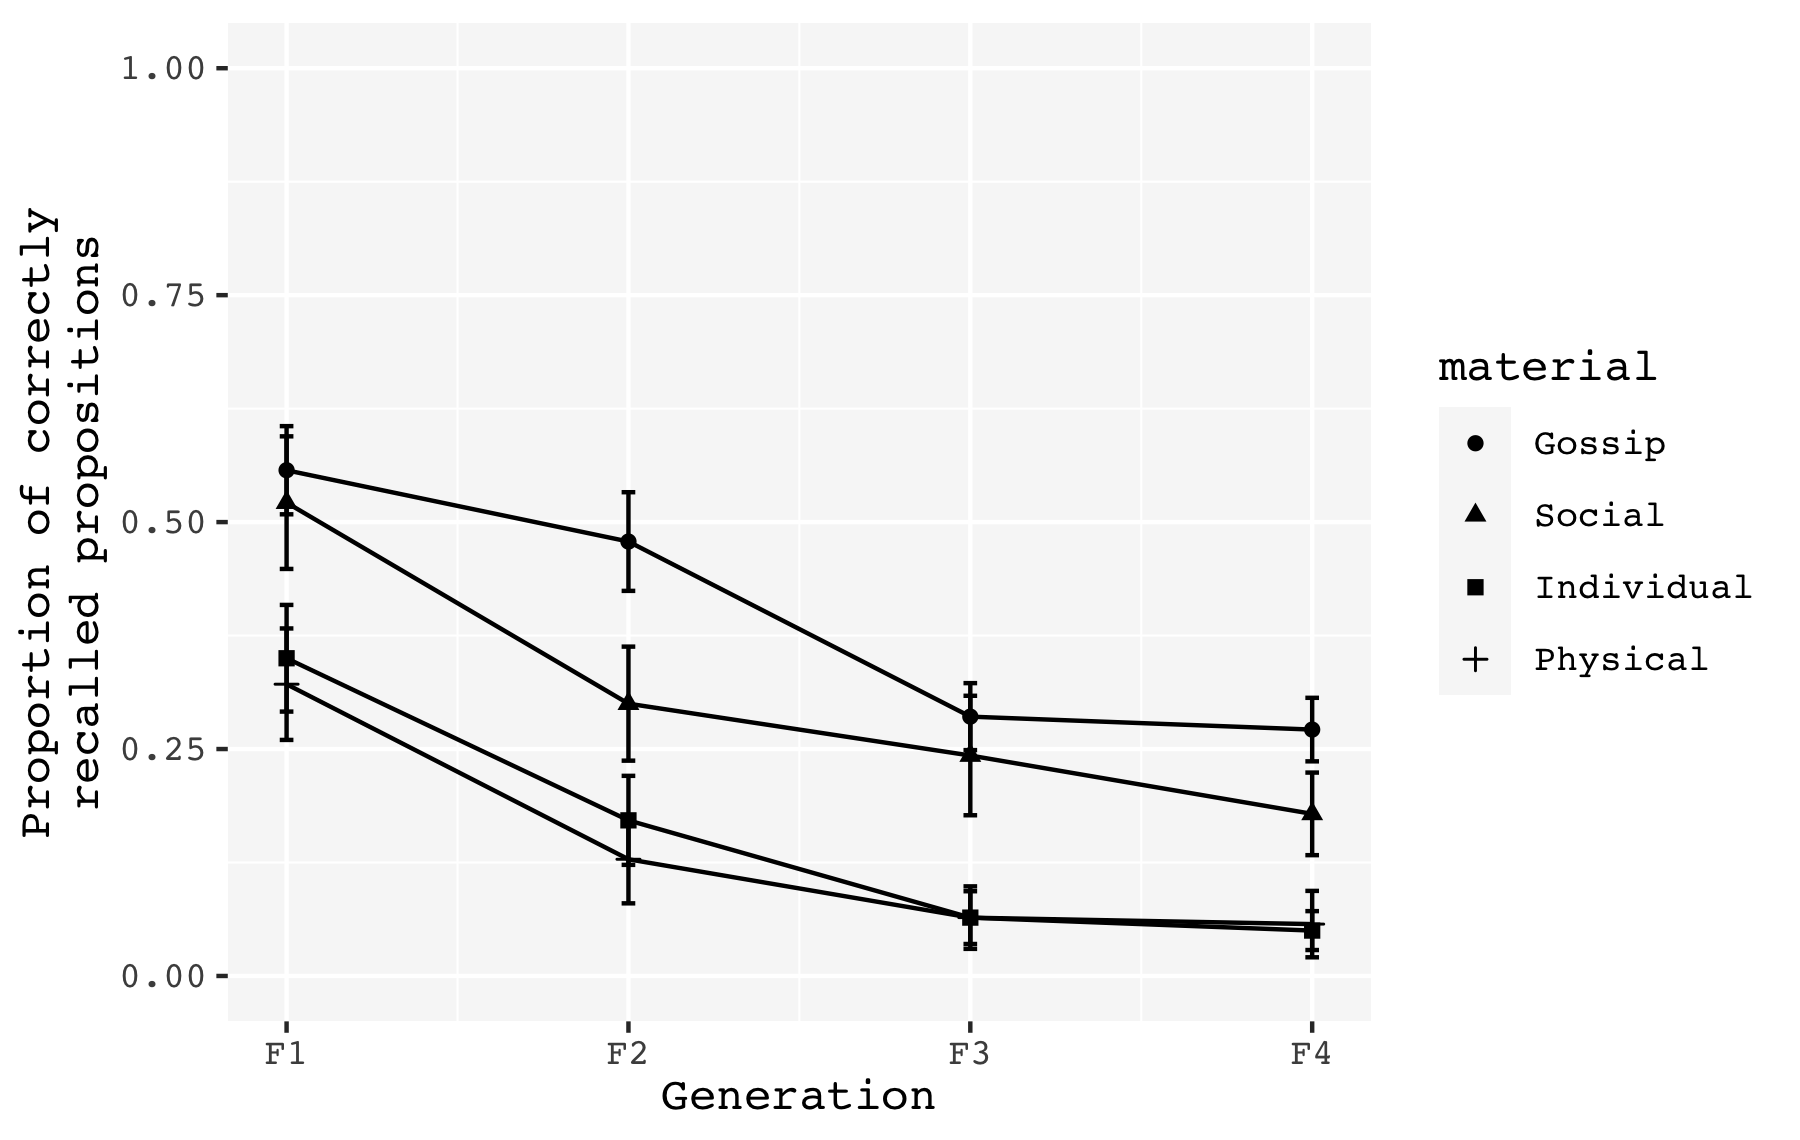 Proportion of correctly
recalled propositions
1.00
0.75
0.50
0.25
0.00
F1 F2 F3 F4
Generation
material
Gossip
Social
Individual
Physical